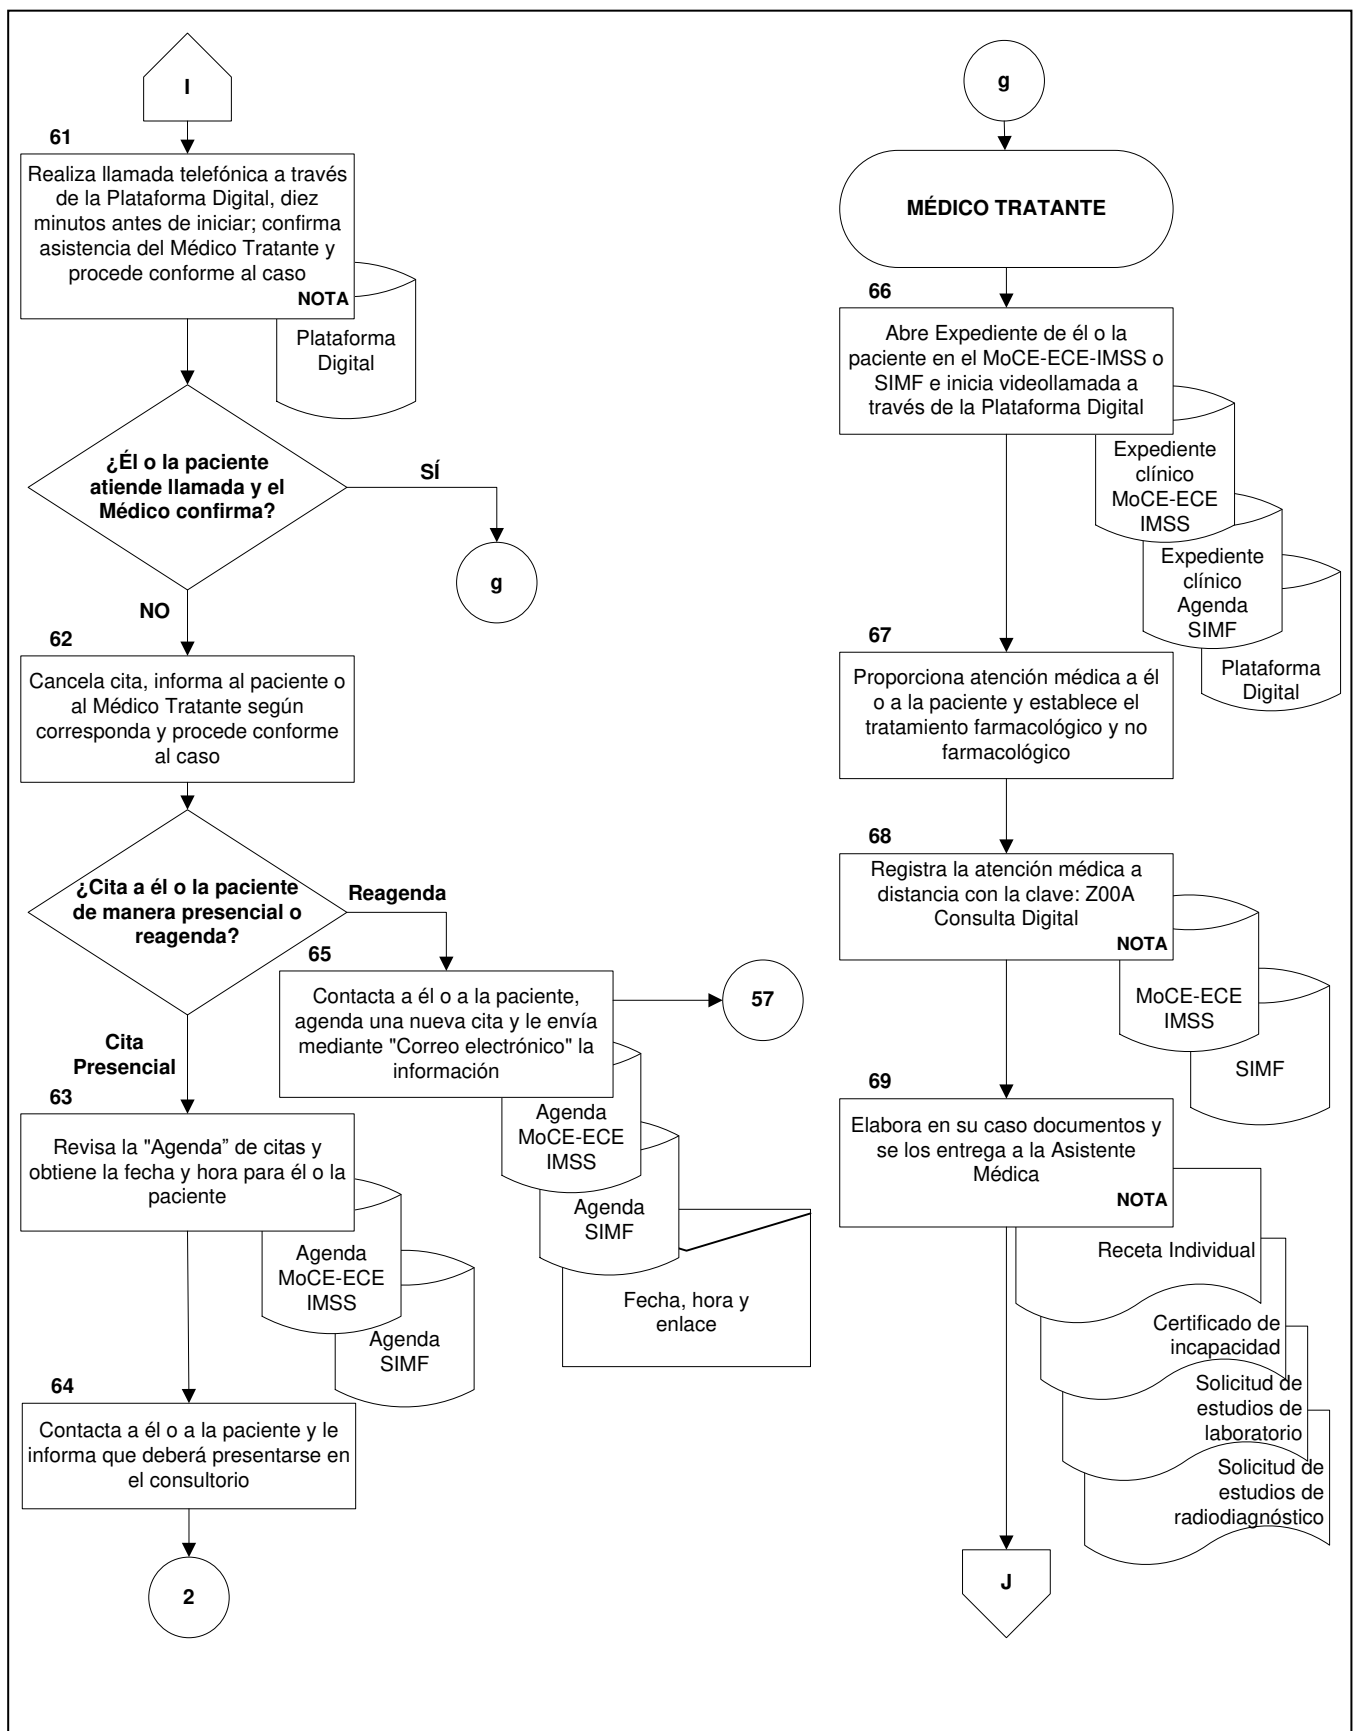 I
61
Realiza llamada telefónica a través
de la Plataforma Digital, diez
minutos antes de iniciar; confirma
asistencia del Médico Tratante y
procede conforme al caso
NOTA
Plataforma
Digital
¿Él o la paciente
atiende llamada y el
Médico confirma?
SÍ
g
NO
62
Cancela cita, informa al paciente o
al Médico Tratante según
corresponda y procede conforme
al caso
¿Cita a él o la paciente
de manera presencial o
reagenda?
Reagenda
65
Contacta a él o a la paciente,
agenda una nueva cita y le envía
mediante "Correo electrónico" la
información
57
Agenda
MoCE-ECE
IMSS
Agenda
SIMF
Fecha, hora y
enlace
Cita
Presencial
63
Revisa la "Agenda” de citas y
obtiene la fecha y hora para él o la
paciente
Agenda
MoCE-ECE
IMSS
Agenda
SIMF
64
Contacta a él o a la paciente y le
informa que deberá presentarse en
el consultorio
2
g
MÉDICO TRATANTE
66
Abre Expediente de él o la
paciente en el MoCE-ECE-IMSS o
SIMF e inicia videollamada a
través de la Plataforma Digital
Expediente
clínico
MoCE-ECE
IMSS
Expediente
clínico
Agenda
SIMF
Plataforma
Digital
67
Proporciona atención médica a él
o a la paciente y establece el
tratamiento farmacológico y no
farmacológico
68
Registra la atención médica a
distancia con la clave: Z00A
Consulta Digital
NOTA
MoCE-ECE
IMSS
SIMF
69
Elabora en su caso documentos y
se los entrega a la Asistente
Médica
NOTA
Receta Individual
Certificado de
incapacidad
Solicitud de
estudios de
laboratorio
Solicitud de
estudios de
radiodiagnóstico
J